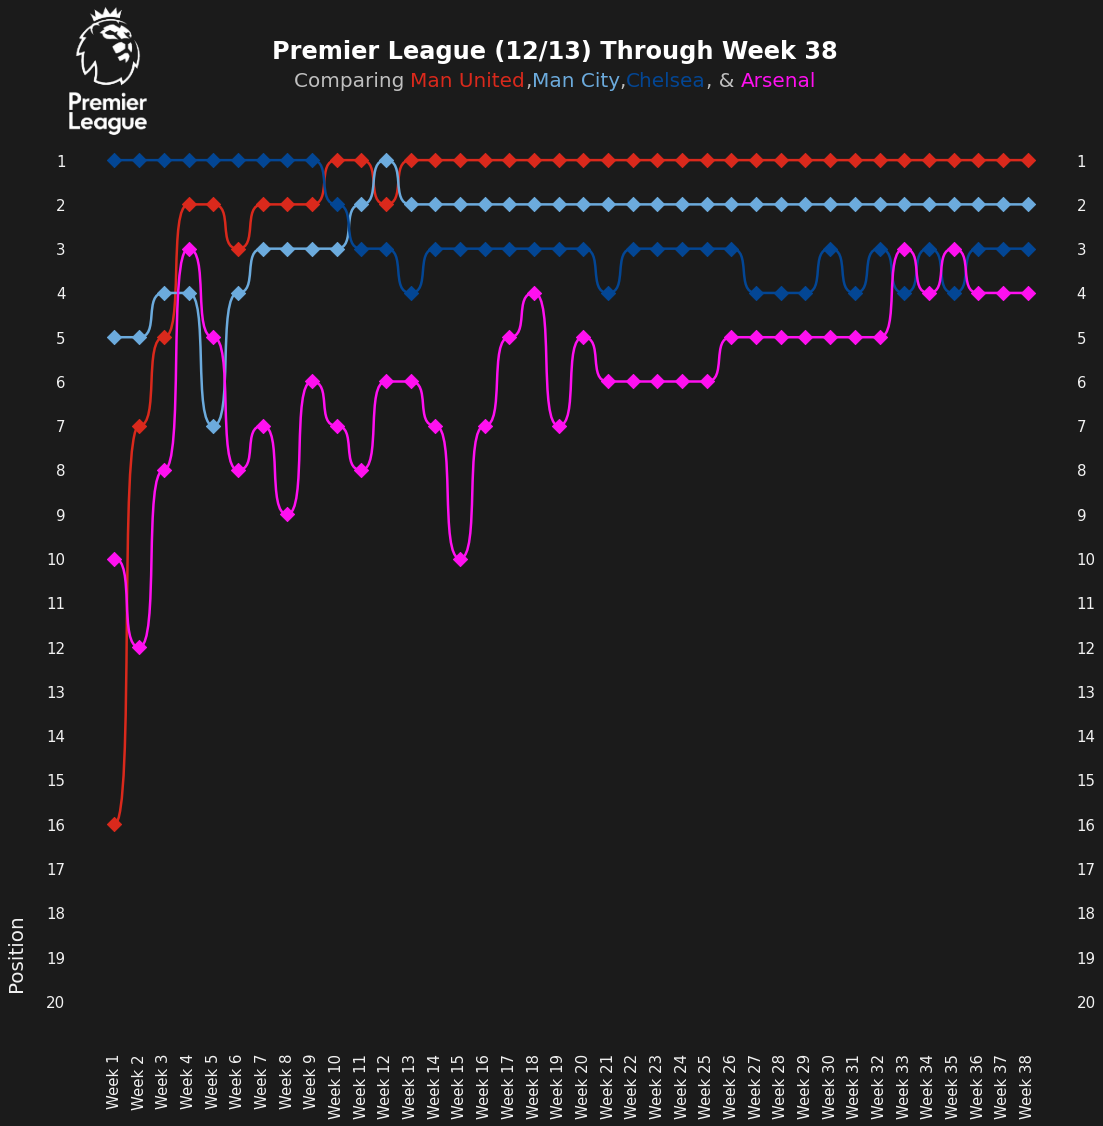 Premier League (12/13) Through Week 38
Comparing Man United,Man City,Chelsea, & Arsenal
Premier
League
1 1
2 2
3 3
4 4
5 5
6 6
7 7
8 8
9 9
10 10
11 11
12 12
13 13
14 14
15 15
16 16
17 17
18 18
19 19
20 20
Position
Week 1
Week 2
Week 3
Week 4
Week 5
Week 6
Week 7
Week 8
Week 9
Week 10
Week 11
Week 12
Week 13
Week 14
Week 15
Week 16
Week 17
Week 18
Week 19
Week 20
Week 21
Week 22
Week 23
Week 24
Week 25
Week 26
Week 27
Week 28
Week 29
Week 30
Week 31
Week 32
Week 33
Week 34
Week 35
Week 36
Week 37
Week 38